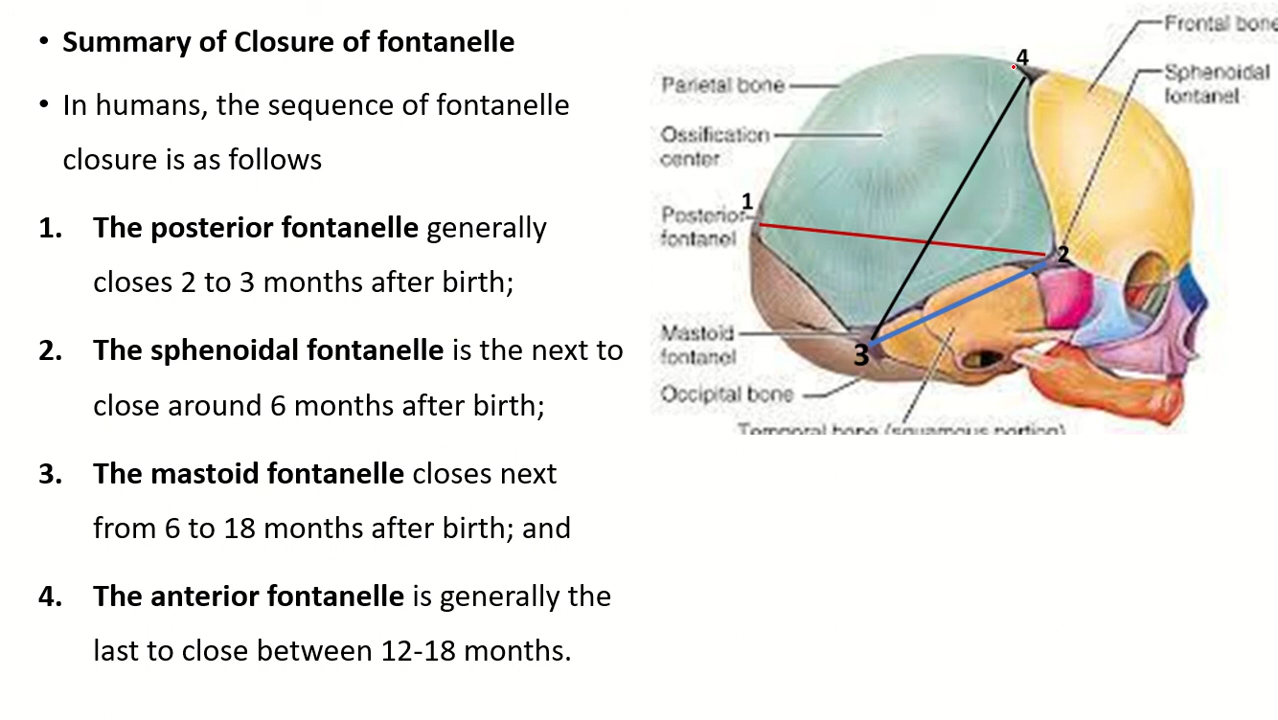 • Summary of Closure of fontanelle
• In humans, the sequence of fontanelle
closure is as follows
1. The posterior fontanelle generally
closes 2 to 3 months after birth;
2. The sphenoidal fontanelle is the next to
close around 6 months after birth;
3. The mastoid fontanelle closes next
from 6 to 18 months after birth; and
4. The anterior fontanelle is generally the
last to close between 12-18 months.
Frontal bone
4
Sphenoidal
fontanel
Parietal bone
Ossification
center
1
Posterior
fontanel
2
Mastoid
fontanel
3
Occipital bone
Temporal bone (squamous portion)